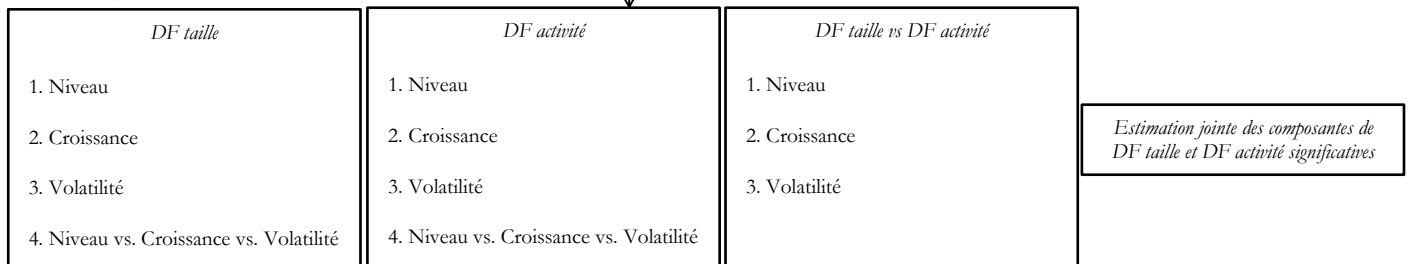 DF taille
1. Niveau
2. Croissance
3. Volatilité
4. Niveau vs. Croissance vs. Volatilité
DF activité
1. Niveau
2. Croissance
3. Volatilité
4. Niveau vs. Croissance vs. Volatilité
DF taille vs DF activité
1. Niveau
2. Croissance
3. Volatilité
Estimation jointe des composantes de
DF taille et DF activité significatives